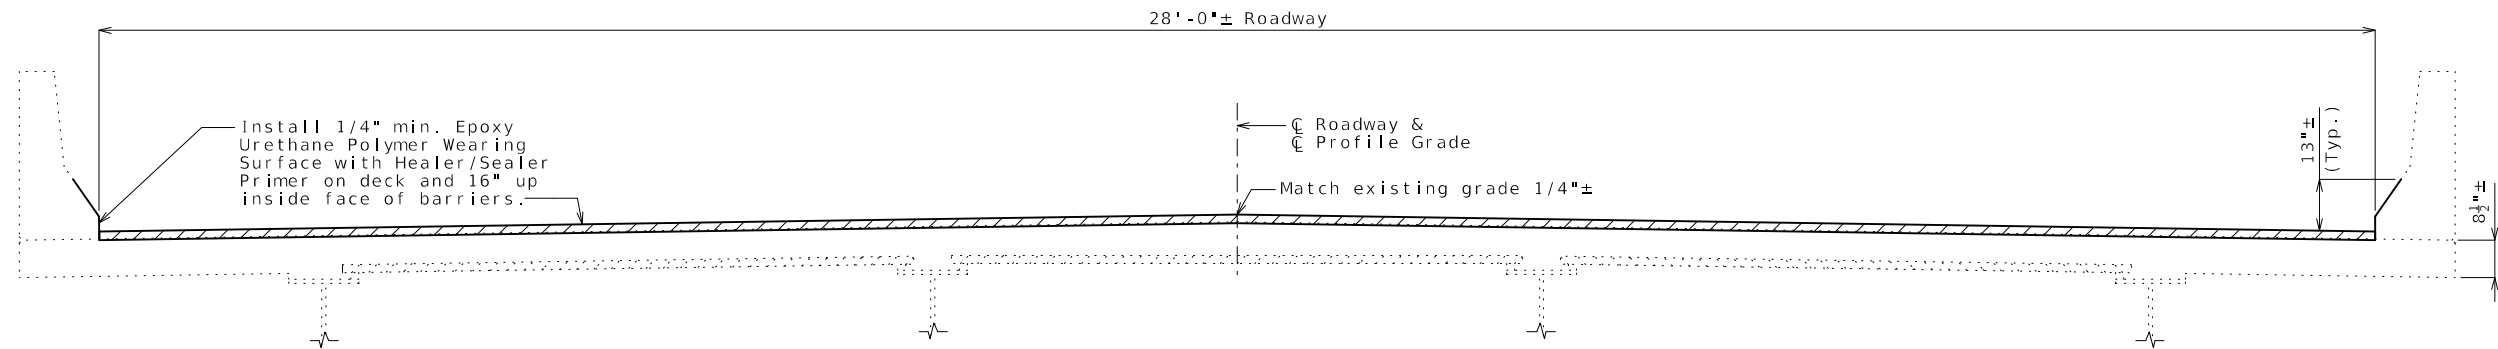 28'-0"± Roadway
Install 1/4" min. Epoxy
Urethane Polymer Wearing
Surface with Healer/Sealer
Primer on deck and 16" up
inside face of barriers.
℄ Roadway &
℄ Profile Grade
Match existing grade 1/4"±
13"±
(Typ.)
8½"±